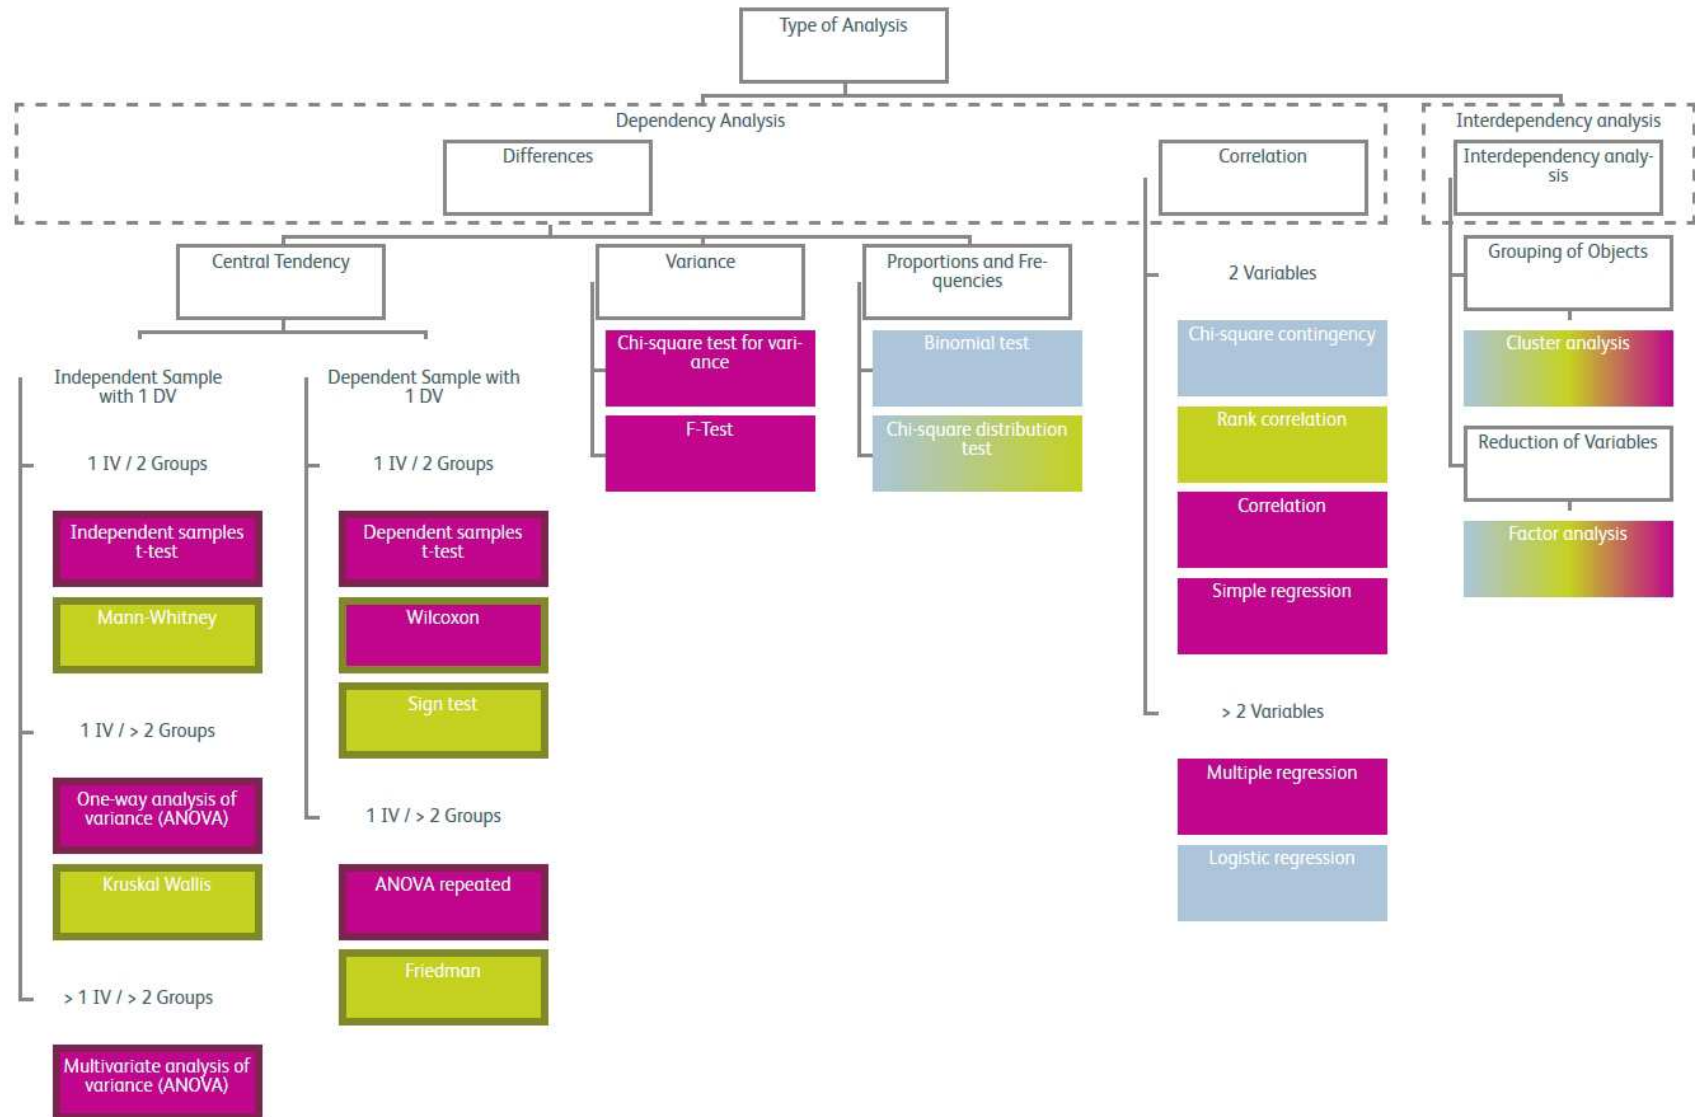 Type of Analysis
Dependency Analysis
Interdependency analysis
Differences
Correlation
Interdependency analy-
sis
Central Tendency
Variance
Proportions and Fre-
quencies
2 Variables
Grouping of Objects
Chi-square test for vari-
ance
Binomial test
Chi-square contingency
Cluster analysis
Independent Sample
with 1 DV
Dependent Sample with
1 DV
F-Test
Chi-square distribution
test
Rank correlation
Reduction of Variables
1 IV / 2 Groups
1 IV / 2 Groups
Independent samples
t-test
Dependent samples
t-test
Correlation
Factor analysis
Mann-Whitney
Wilcoxon
Simple regression
Sign test
1 IV / > 2 Groups
> 2 Variables
One-way analysis of
variance (ANOVA)
1 IV / > 2 Groups
Multiple regression
Kruskal Wallis
ANOVA repeated
Logistic regression
> 1 IV / > 2 Groups
Friedman
Multivariate analysis of
variance (ANOVA)